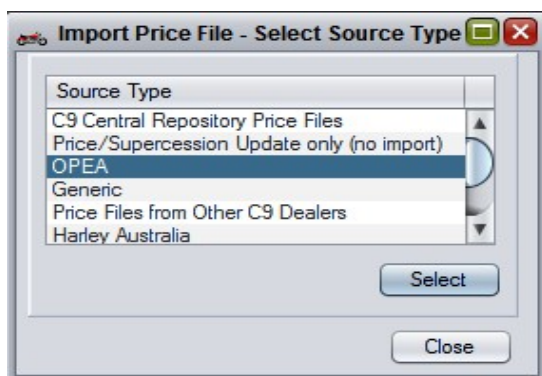 Import Price File - Select Source Type
Source Type
C9 Central Repository Price Files
Price/Supercession Update only (no import)
OPEA
Generic
Price Files from Other C9 Dealers
Harley Australia
Select
Close